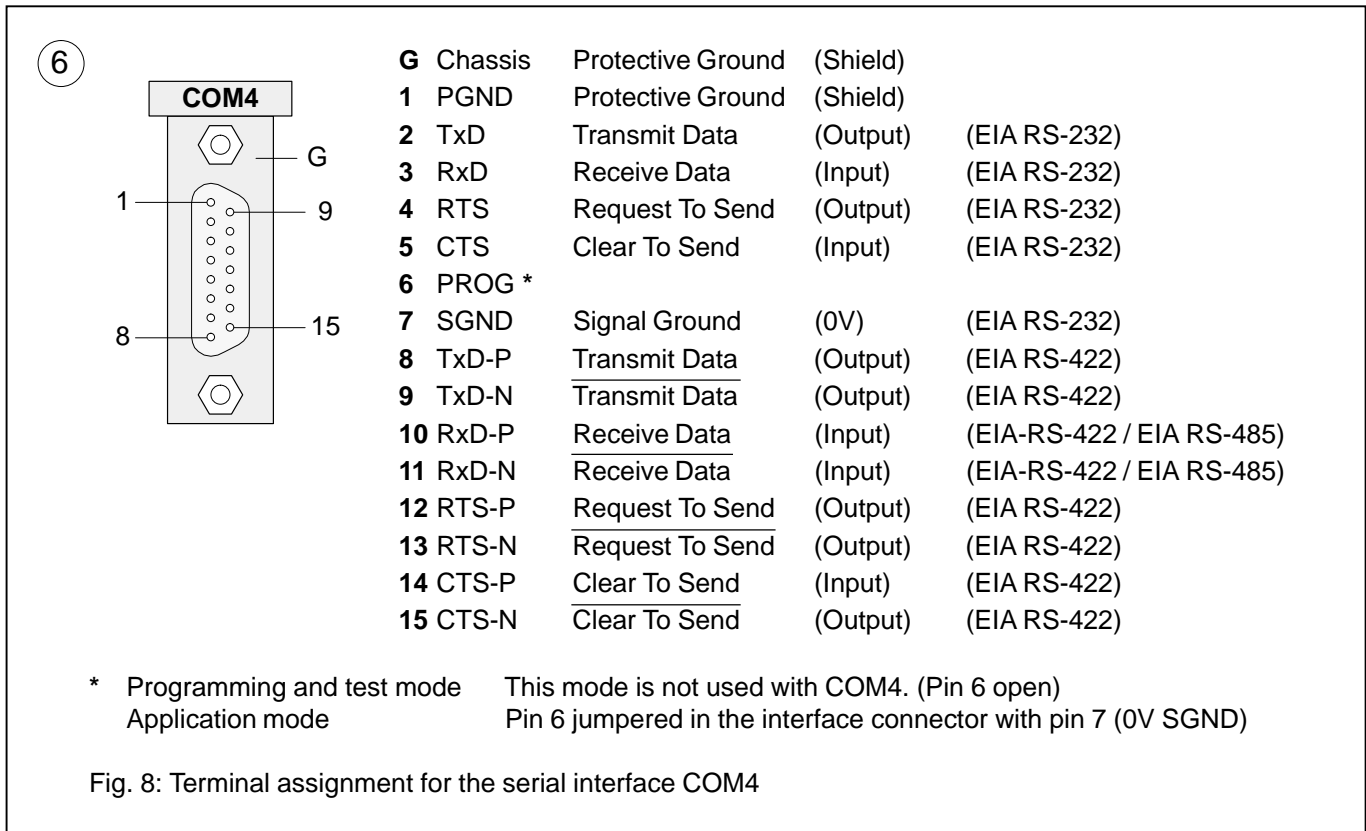 6
COM4
G
1
9
8
15
G Chassis Protective Ground (Shield)
1 PGND Protective Ground (Shield)
2 TxD Transmit Data (Output) (EIA RS-232)
3 RxD Receive Data (Input) (EIA RS-232)
4 RTS Request To Send (Output) (EIA RS-232)
5 CTS Clear To Send (Input) (EIA RS-232)
6 PROG *
7 SGND Signal Ground (0V) (EIA RS-232)
8 TxD-P Transmit Data (Output) (EIA RS-422)
9 TxD-N Transmit Data (Output) (EIA RS-422)
10 RxD-P Receive Data (Input) (EIA-RS-422 / EIA RS-485)
11 RxD-N Receive Data (Input) (EIA-RS-422 / EIA RS-485)
12 RTS-P Request To Send (Output) (EIA RS-422)
13 RTS-N Request To Send (Output) (EIA RS-422)
14 CTS-P Clear To Send (Input) (EIA RS-422)
15 CTS-N Clear To Send (Output) (EIA RS-422)
* Programming and test mode This mode is not used with COM4. (Pin 6 open)
Application mode Pin 6 jumpered in the interface connector with pin 7 (0V SGND)
Fig. 8: Terminal assignment for the serial interface COM4